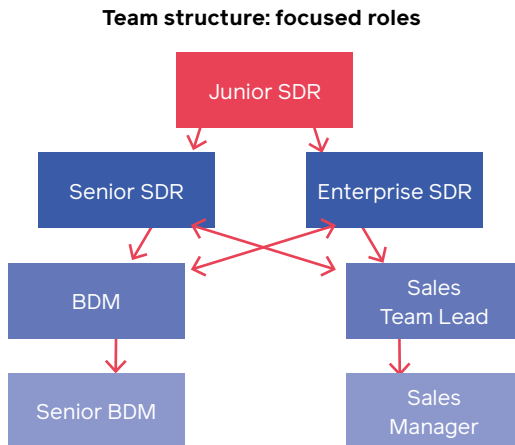 Team structure: focused roles
Junior SDR
Senior SDR
Enterprise SDR
BDM
Sales
Team Lead
Senior BDM
Sales
Manager